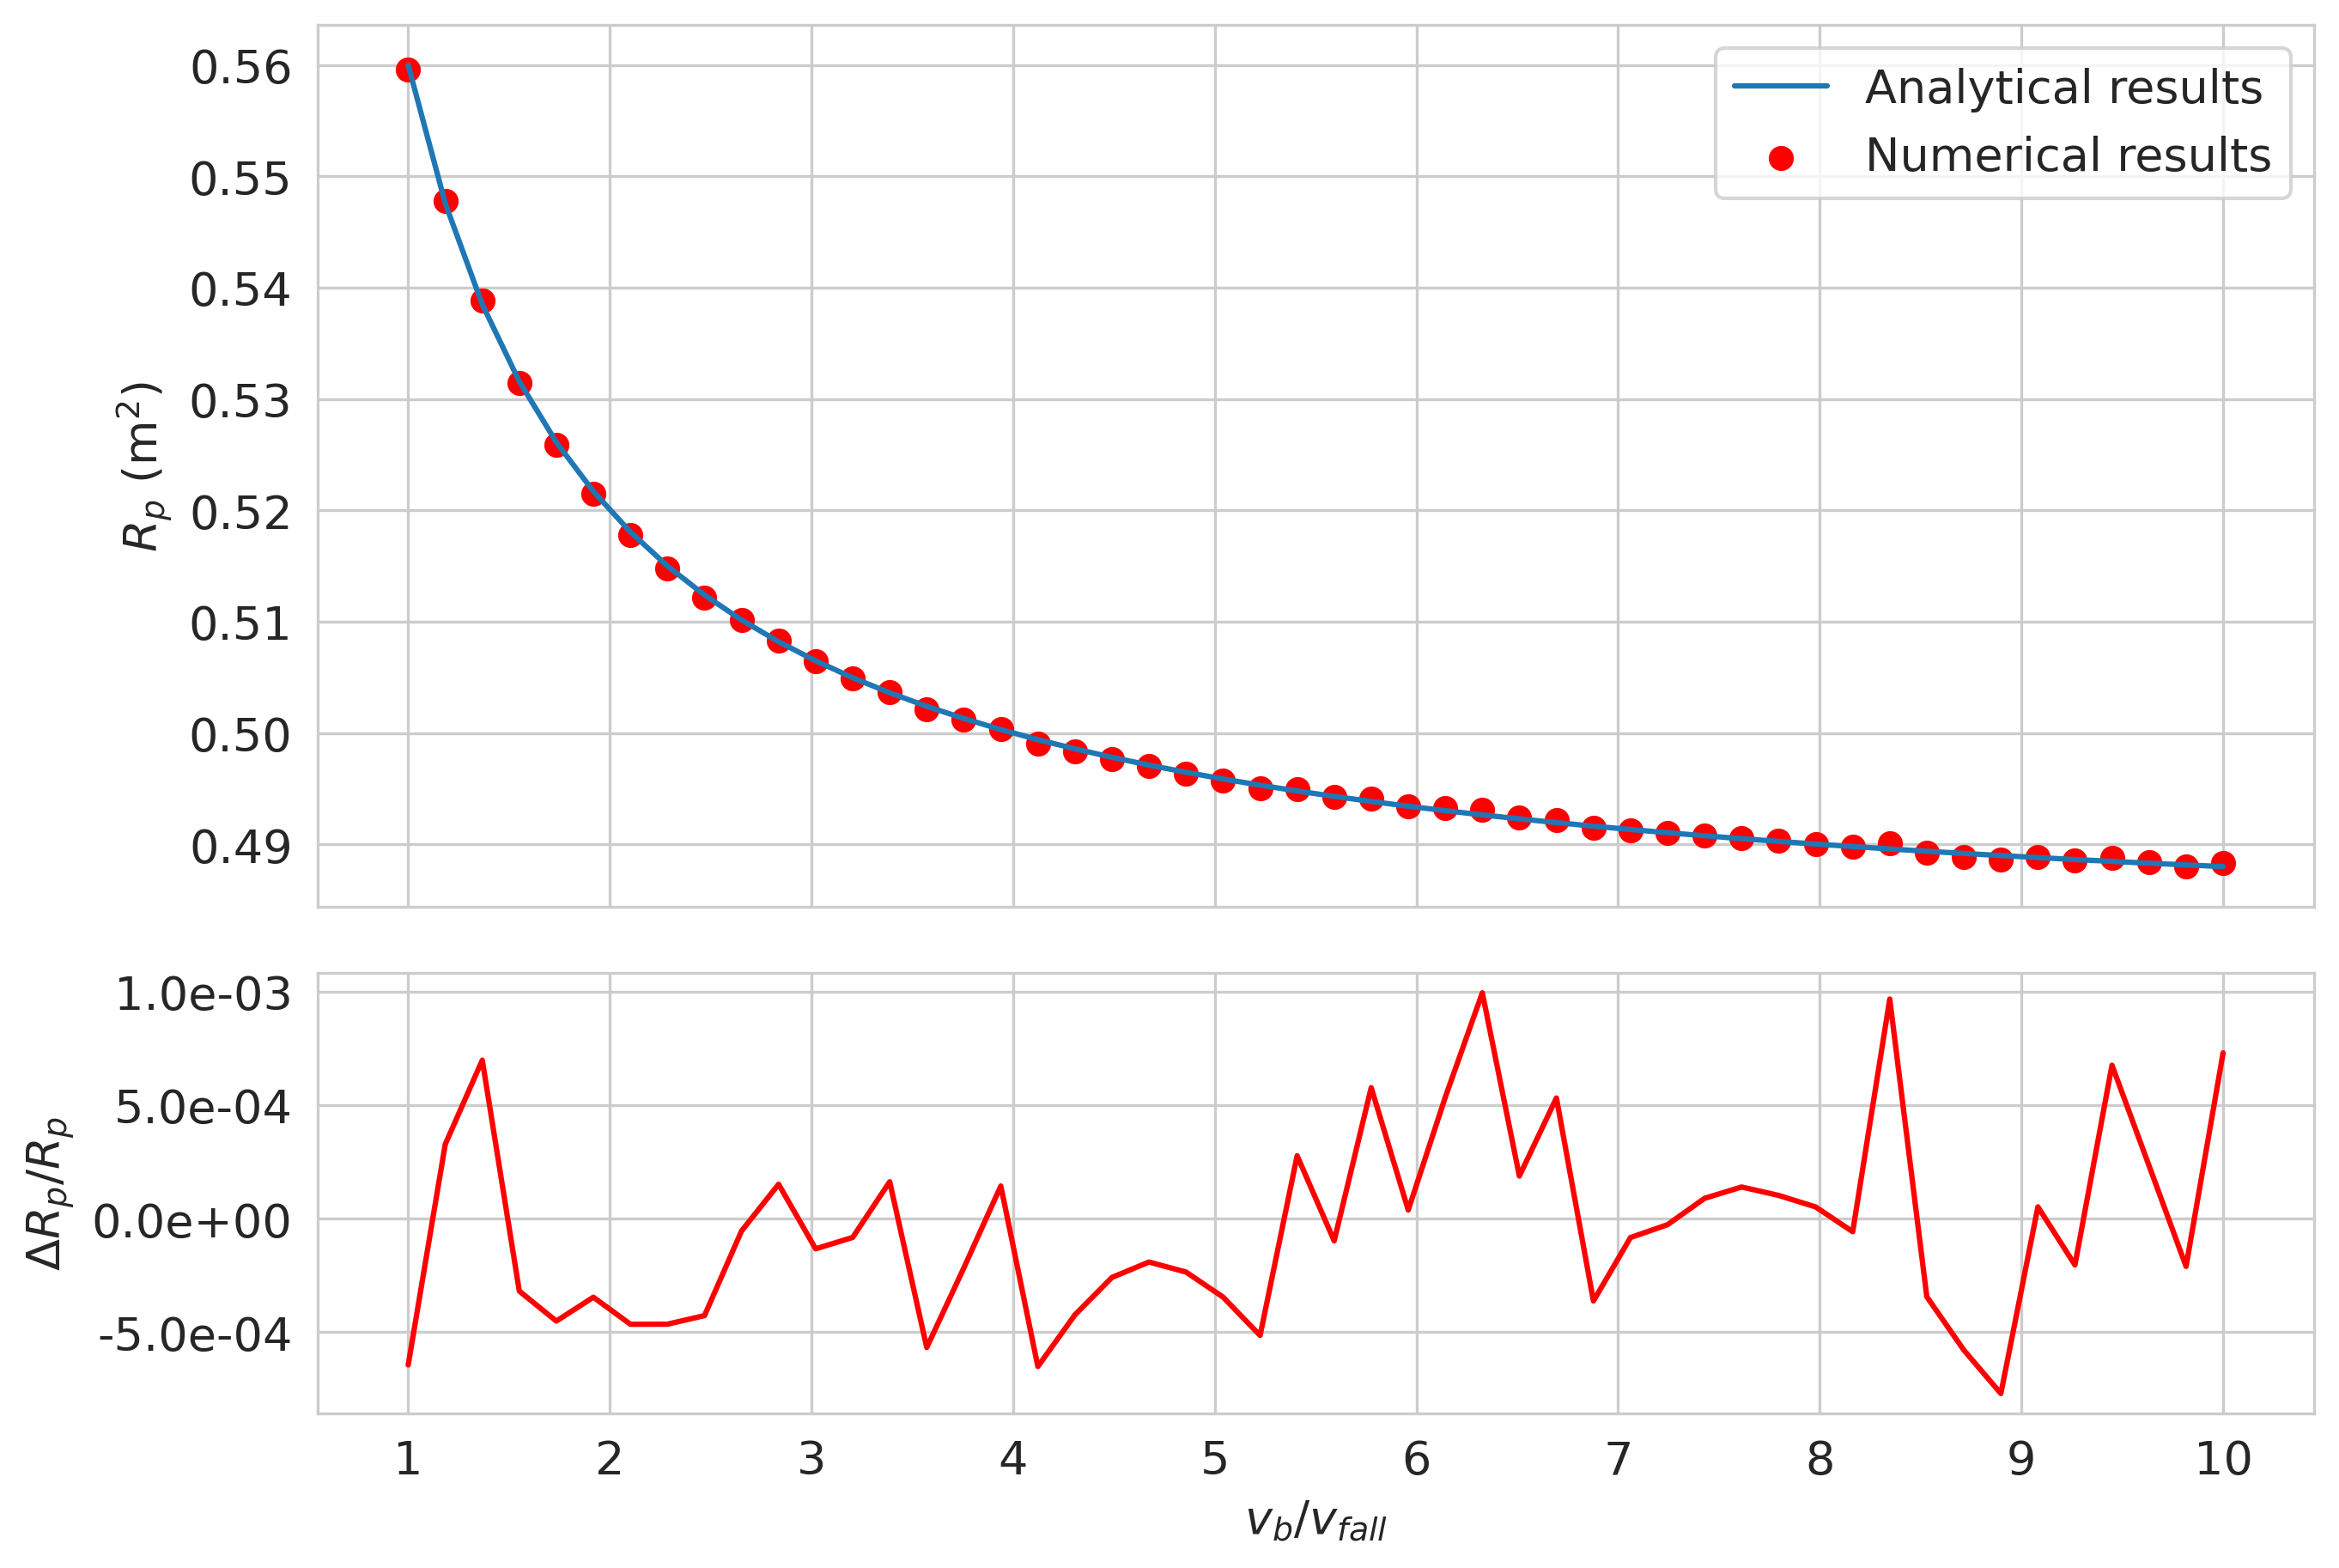 Analytical results
Numerical results
0.56
0.55
0.54
0.53
0.52
0.51
0.50
0.49
R_p (m²)
1.0e-03
5.0e-04
0.0e+00
-5.0e-04
ΔR_p/R_p
1 2 3 4 5 6 7 8 9 10
v_b/v_fall